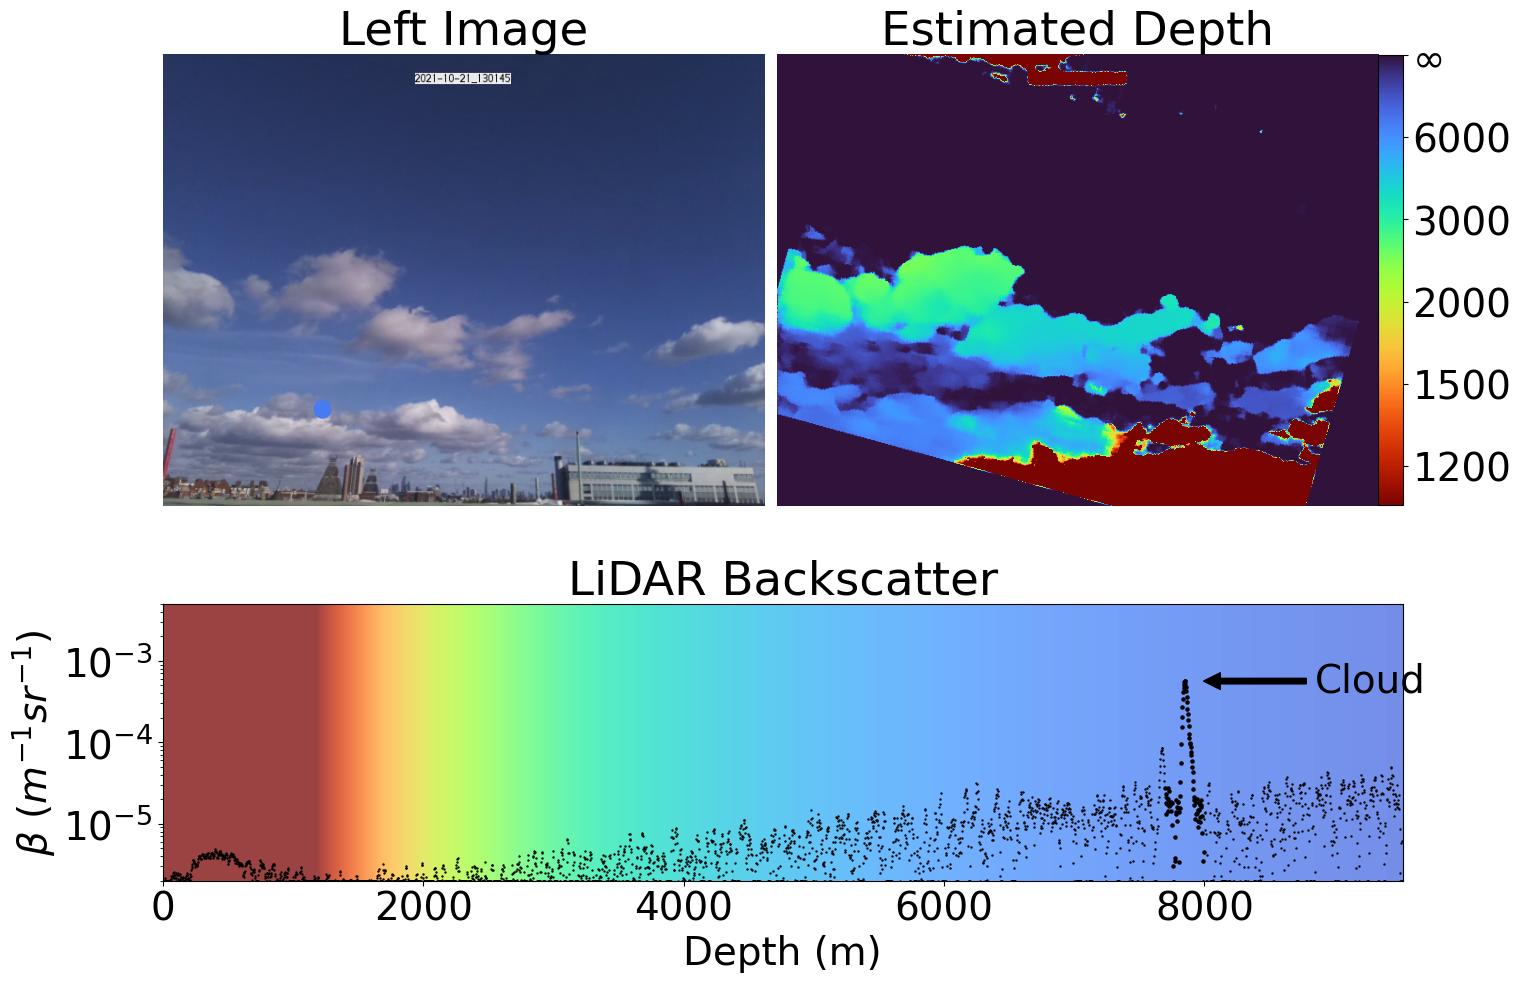 Left Image
Estimated Depth
2021-10-21_130145
∞
6000
3000
2000
1500
1200
LiDAR Backscatter
β (m⁻¹sr⁻¹)
10⁻³
10⁻⁴
10⁻⁵
Cloud
0 2000 4000 6000 8000
Depth (m)